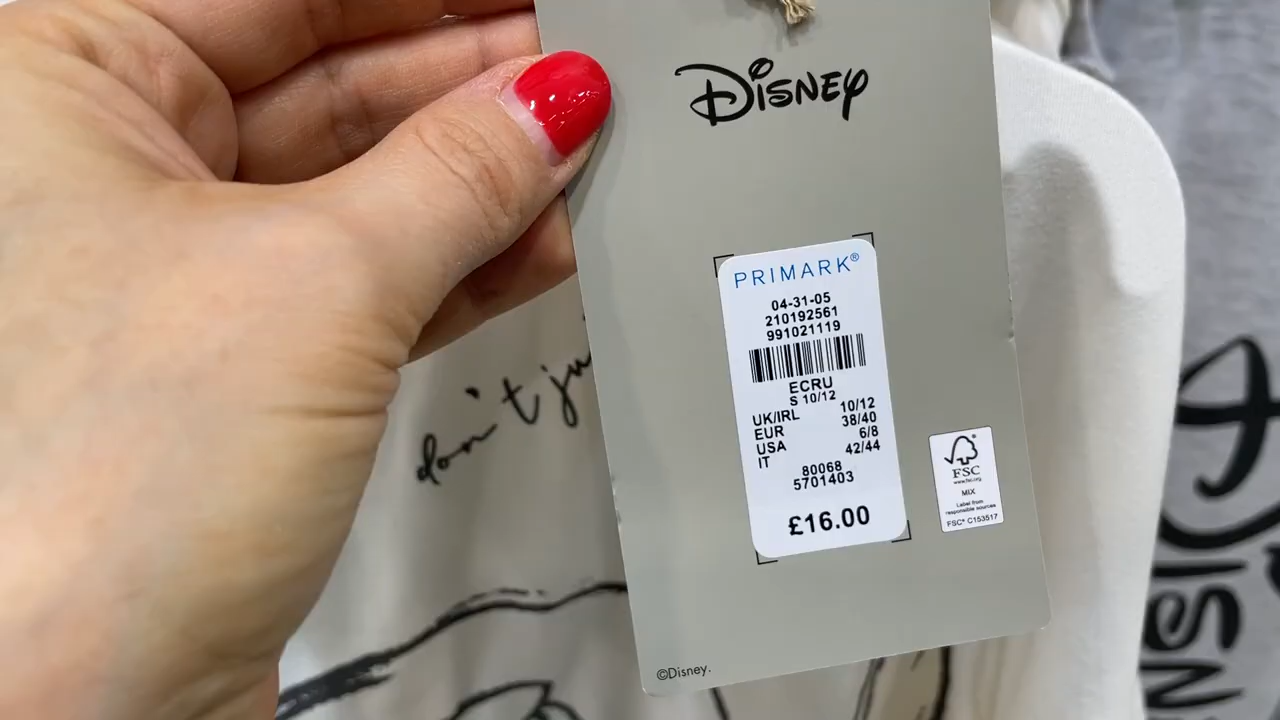 DISNEY
PRIMARK®
04-31-05
210192561
991021119
ECRU
S 10/12
UK/IRL 10/12
EUR 38/40
USA 6/8
IT 42/44
80068
5701403
£16.00
FSC®
www.fsc.org
MIX
Label from
responsible sources
FSC® C153517
©Disney.
don't ju